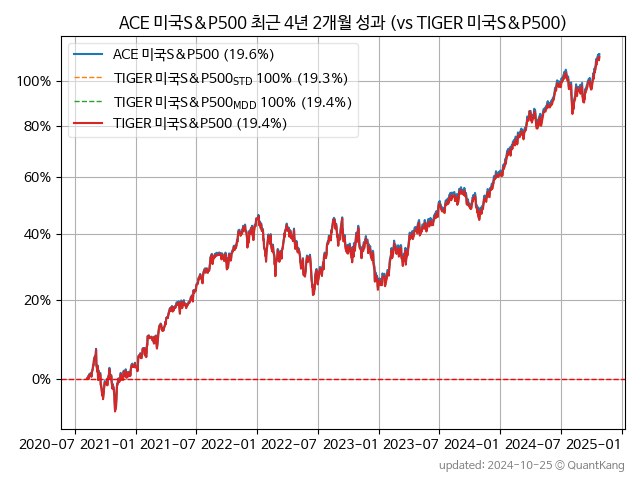 ACE 미국S&P500 최근 4년 2개월 성과 (vs TIGER 미국S&P500)
ACE 미국S&P500 (19.6%)
TIGER 미국S&P500STD 100% (19.3%)
TIGER 미국S&P500MDD 100% (19.4%)
TIGER 미국S&P500 (19.4%)
100%
80%
60%
40%
20%
0%
2020-07 2021-01 2021-07 2022-01 2022-07 2023-01 2023-07 2024-01 2024-07 2025-01
updated: 2024-10-25 © QuantKang